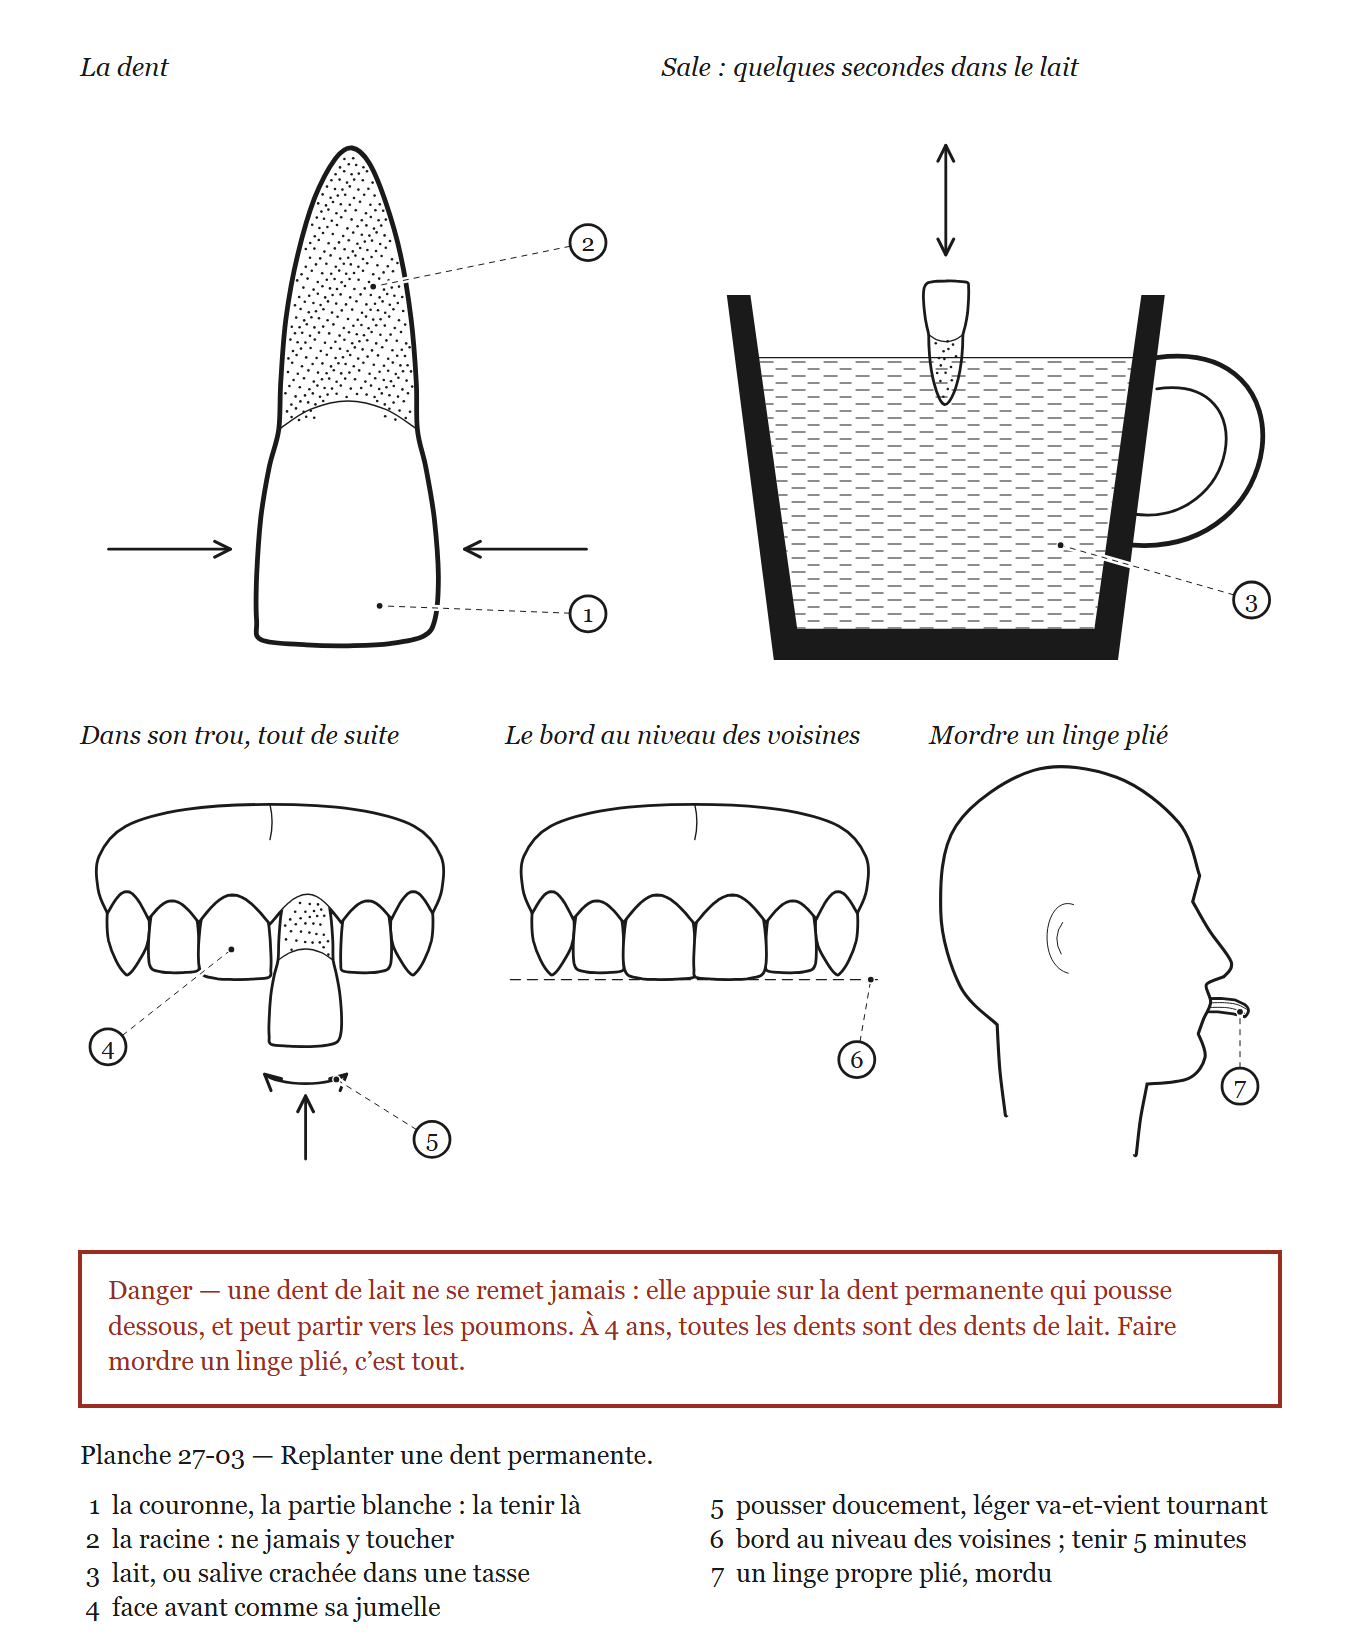 La dent
Sale : quelques secondes dans le lait
2
1
3
Dans son trou, tout de suite
Le bord au niveau des voisines
Mordre un linge plié
4
5
6
7
Danger — une dent de lait ne se remet jamais : elle appuie sur la dent permanente qui pousse
dessous, et peut partir vers les poumons. À 4 ans, toutes les dents sont des dents de lait. Faire
mordre un linge plié, c’est tout.
Planche 27-03 — Replanter une dent permanente.
1 la couronne, la partie blanche : la tenir là
2 la racine : ne jamais y toucher
3 lait, ou salive crachée dans une tasse
4 face avant comme sa jumelle
5 pousser doucement, léger va-et-vient tournant
6 bord au niveau des voisines ; tenir 5 minutes
7 un linge propre plié, mordu